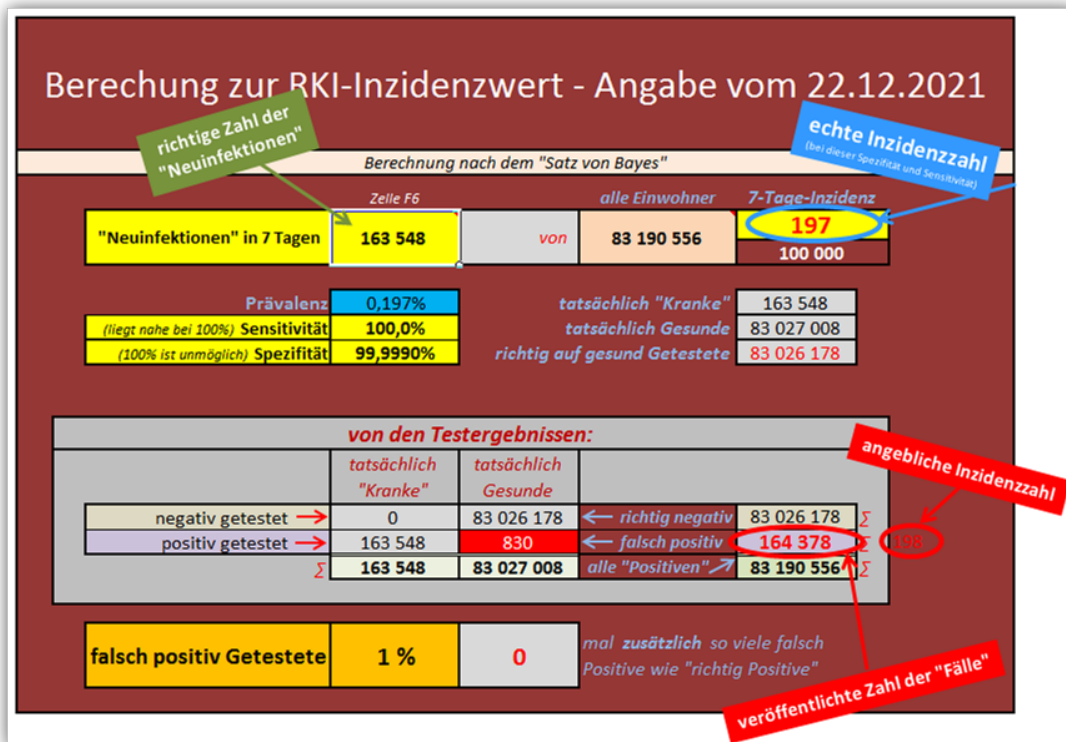 Berechung zur RKI-Inzidenzwert - Angabe vom 22.12.2021
richtige Zahl der
"Neuinfektionen"
echte Inzidenzzahl
(bei dieser Spezifität und Sensitivität)
Berechnung nach dem "Satz von Bayes"
Zelle F6 alle Einwohner 7-Tage-Inzidenz
"Neuinfektionen" in 7 Tagen 163 548 von 83 190 556 197
100 000
Prävalenz 0,197% tatsächlich "Kranke" 163 548
(liegt nahe bei 100%) Sensitivität 100,0% tatsächlich Gesunde 83 027 008
(100% ist unmöglich) Spezifität 99,9990% richtig auf gesund Getestete 83 026 178
von den Testergebnissen:
tatsächlich tatsächlich
"Kranke" Gesunde
angebliche Inzidenzzahl
negativ getestet → 0 83 026 178 ← richtig negativ 83 026 178 Σ
positiv getestet → 163 548 830 ← falsch positiv 164 378 Σ 198
Σ 163 548 83 027 008 alle "Positiven" ↗ 83 190 556 Σ
falsch positiv Getestete 1 % 0 mal zusätzlich so viele falsch
Positive wie "richtig Positive"
veröffentlichte Zahl der "Fälle"